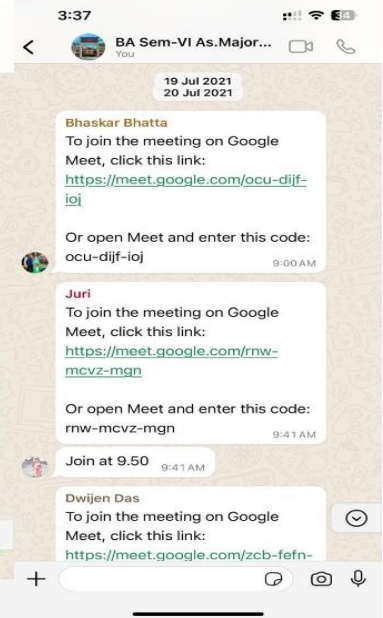 3:37
34
BA Sem-VI As.Major...
You
19 Jul 2021
20 Jul 2021
Bhaskar Bhatta
To join the meeting on Google
Meet, click this link:
https://meet.google.com/ocu-dijf-
ioj
Or open Meet and enter this code:
ocu-dijf-ioj
9:00 AM
Juri
To join the meeting on Google
Meet, click this link:
https://meet.google.com/rnw-
mcvz-mgn
Or open Meet and enter this code:
rnw-mcvz-mgn
9:41 AM
Join at 9.50 9:41 AM
Dwijen Das
To join the meeting on Google
Meet, click this link:
https://meet.google.com/zcb-fefn-